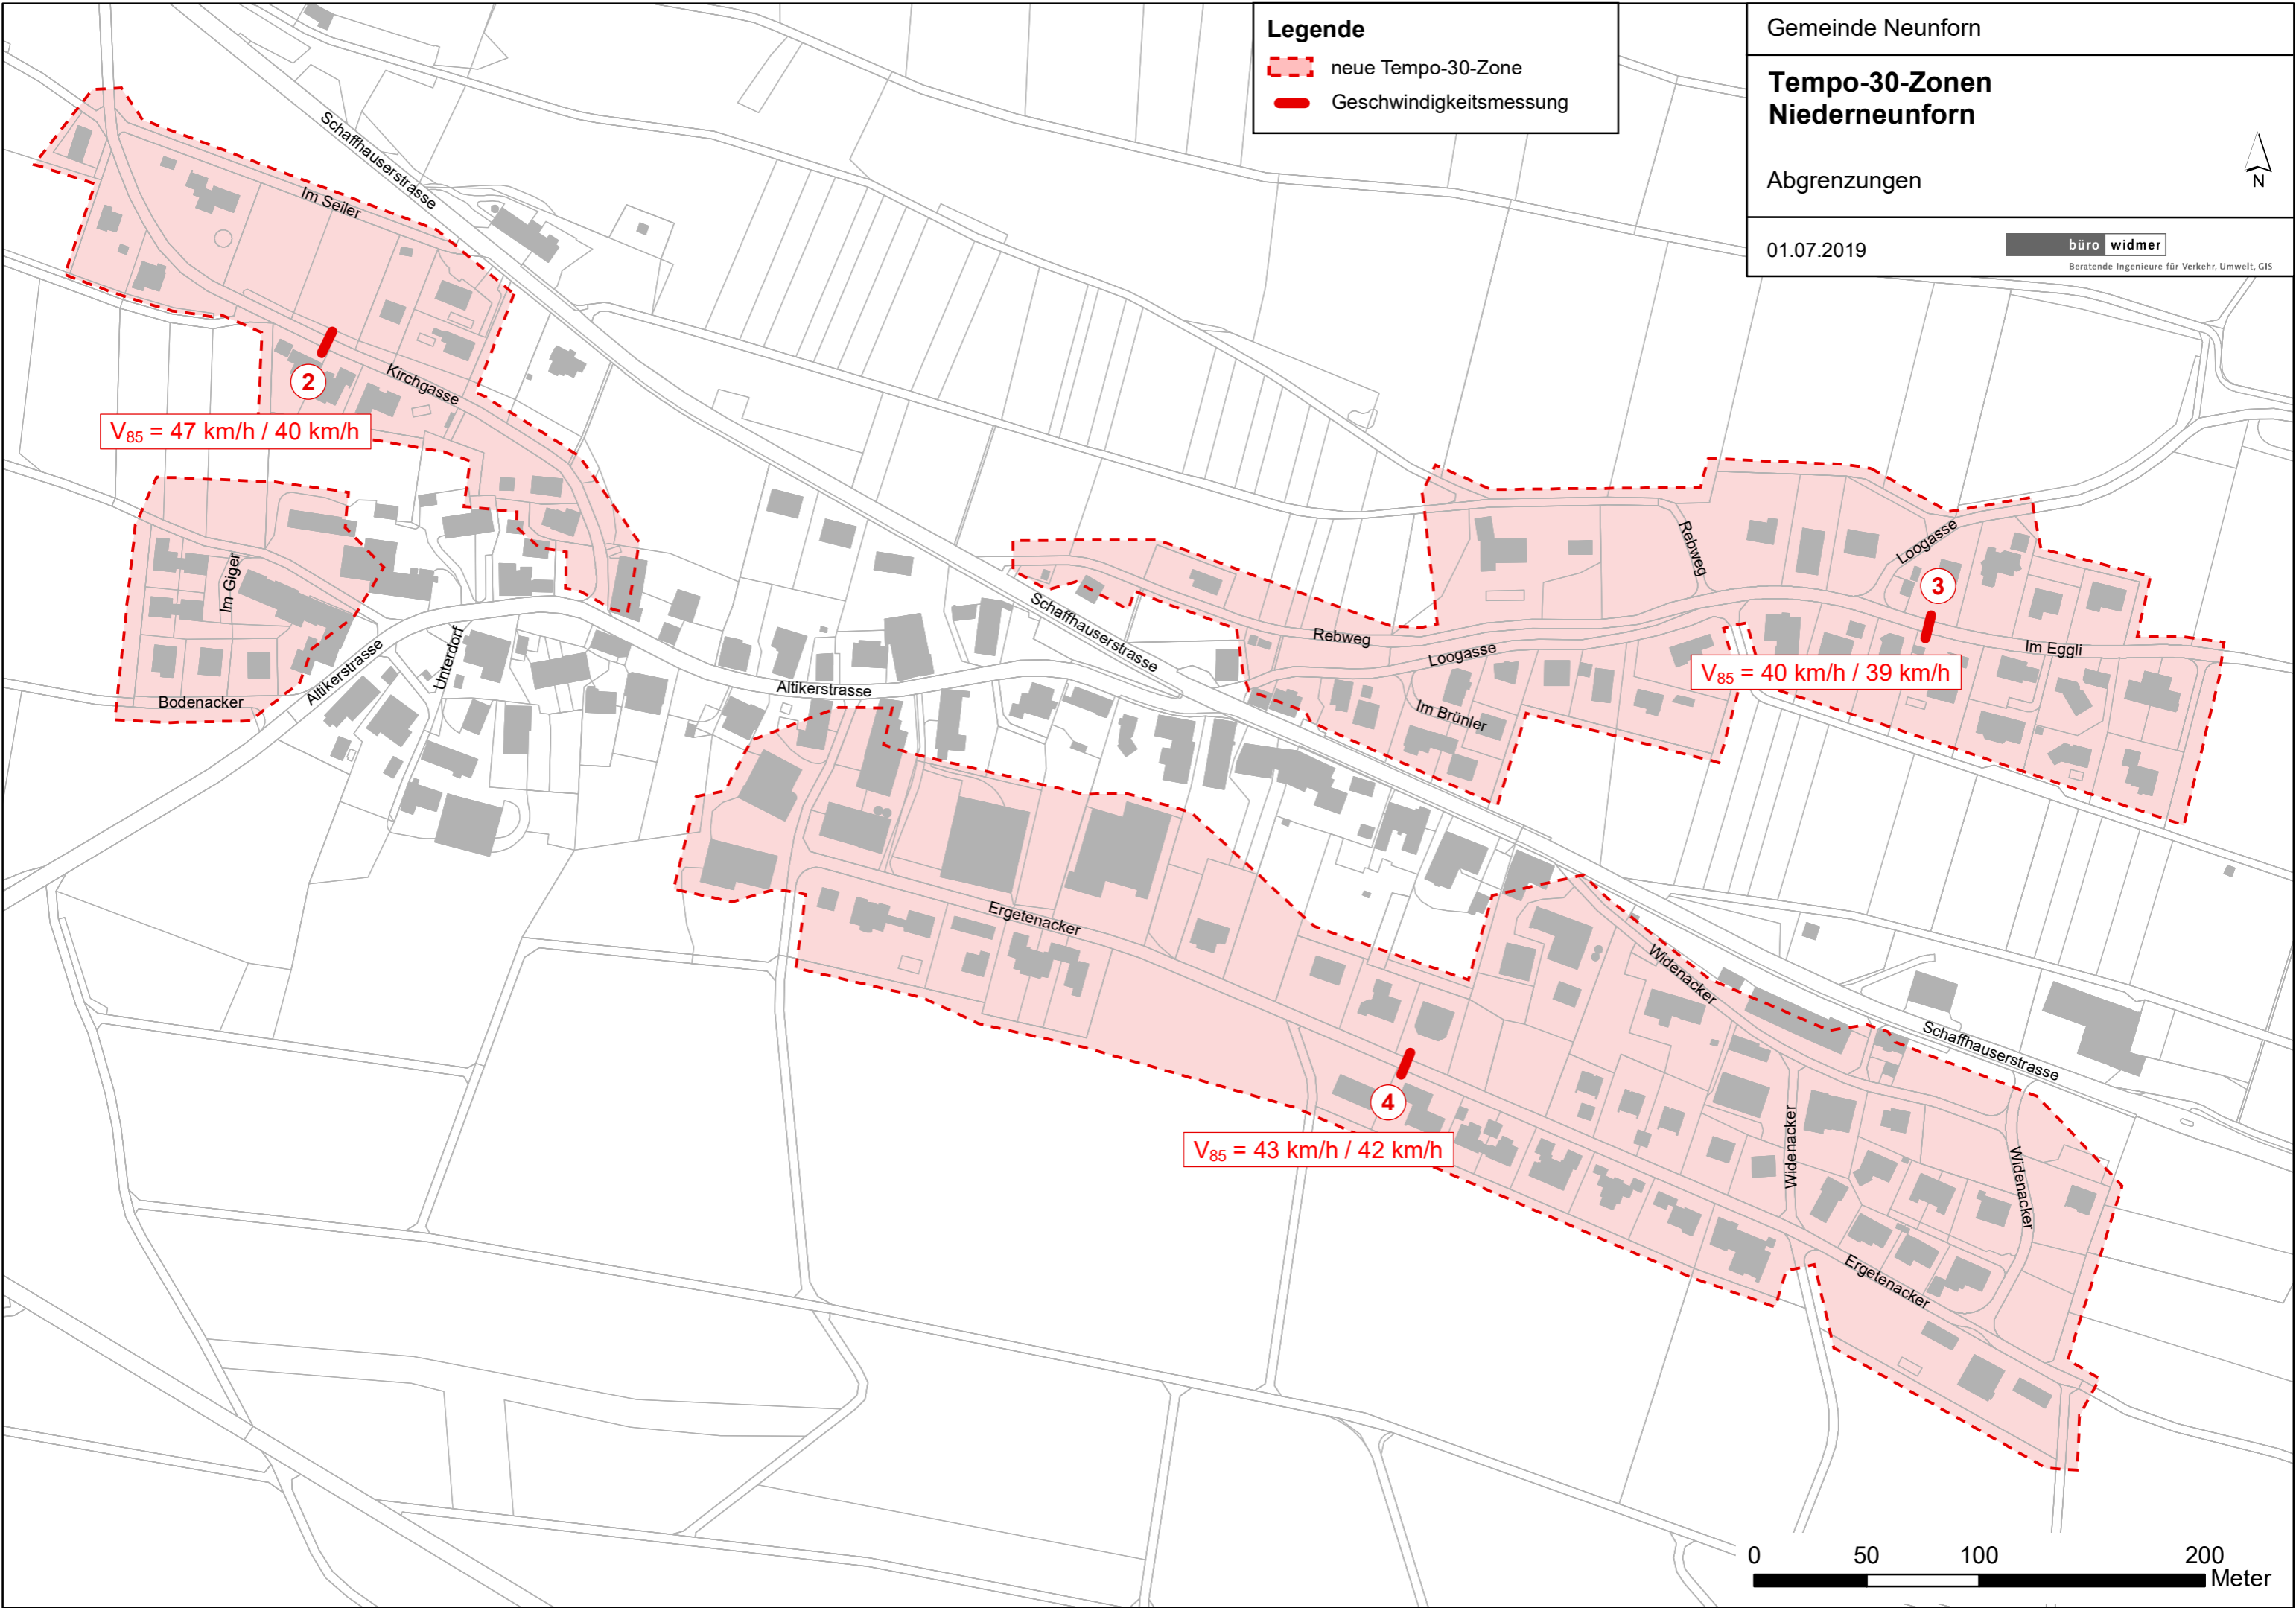 Legende
neue Tempo-30-Zone
Geschwindigkeitsmessung
Gemeinde Neunforn
Tempo-30-Zonen
Niederneunforn
Abgrenzungen
N
01.07.2019
büro widmer
Beratende Ingenieure für Verkehr, Umwelt, GIS
Schaffhauserstrasse
Im Seiler
2
Kirchgasse
V85 = 47 km/h / 40 km/h
Im Giger
Bodenacker
Altikerstrasse
Unterdorf
Altikerstrasse
Schaffhauserstrasse
Rebweg
Loogasse
Im Brünler
Rebweg
Loogasse
3
V85 = 40 km/h / 39 km/h
Im Eggli
Ergetenacker
Widenacker
Schaffhauserstrasse
4
V85 = 43 km/h / 42 km/h
Widenacker
Widenacker
Ergetenacker
0 50 100 200
Meter